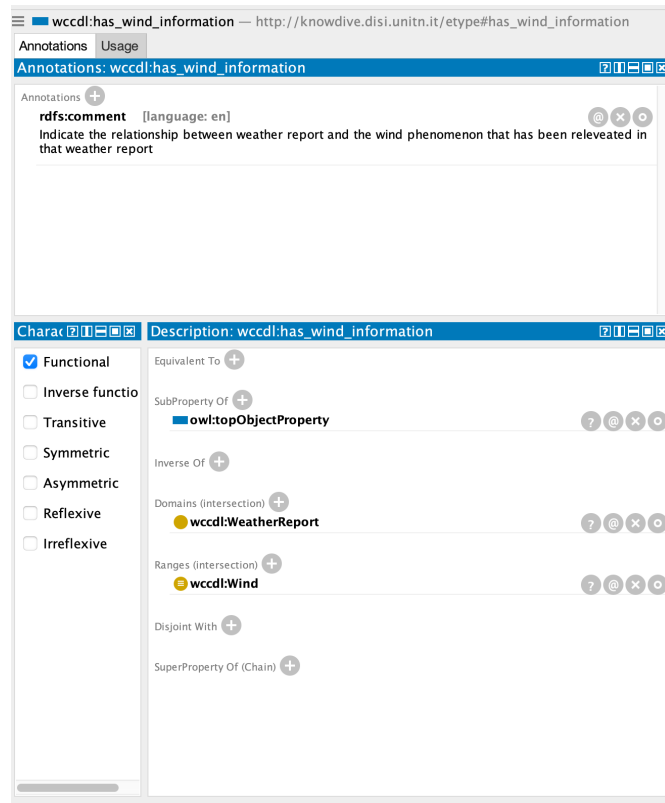 wccdl:has_wind_information — http://knowdive.disi.unitn.it/etype#has_wind_information
Annotations Usage
Annotations: wccdl:has_wind_information
Annotations
rdfs:comment [language: en]
Indicate the relationship between weather report and the wind phenomenon that has been releveated in
that weather report
Charac
Functional
Inverse functio
Transitive
Symmetric
Asymmetric
Reflexive
Irreflexive
Description: wccdl:has_wind_information
Equivalent To
SubProperty Of
owl:topObjectProperty
Inverse Of
Domains (intersection)
wccdl:WeatherReport
Ranges (intersection)
wccdl:Wind
Disjoint With
SuperProperty Of (Chain)